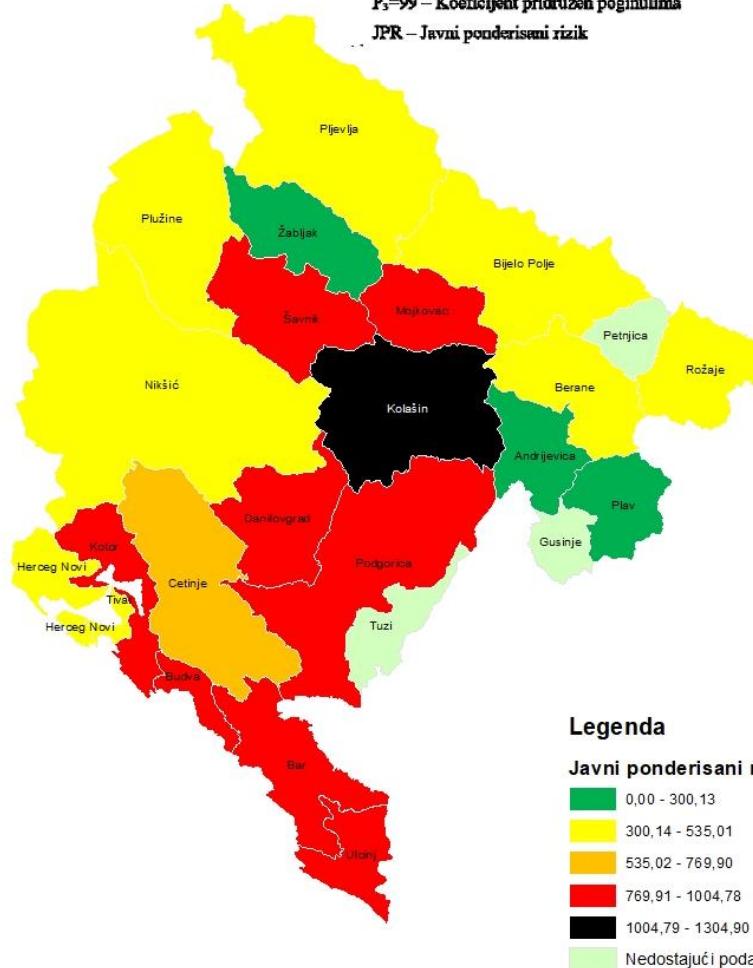 P₃=99 – Koeficijent pridružen poginulima
JPR – Javni ponderisani rizik
Pljevlja
Plužine
Žabljak
Bijelo Polje
Šavnik
Mojkovac
Petnjica
Rožaje
Nikšić
Kolašin
Berane
Andrijevica
Plav
Danilovgrad
Gusinje
Kotor
Podgorica
Herceg Novi
Cetinje
Tivat
Herceg Novi
Tuzi
Budva
Bar
Ulcinj
Legenda
Javni ponderisani
0,00 - 300,13
300,14 - 535,01
535,02 - 769,90
769,91 - 1004,78
1004,79 - 1304,90
Nedostajući